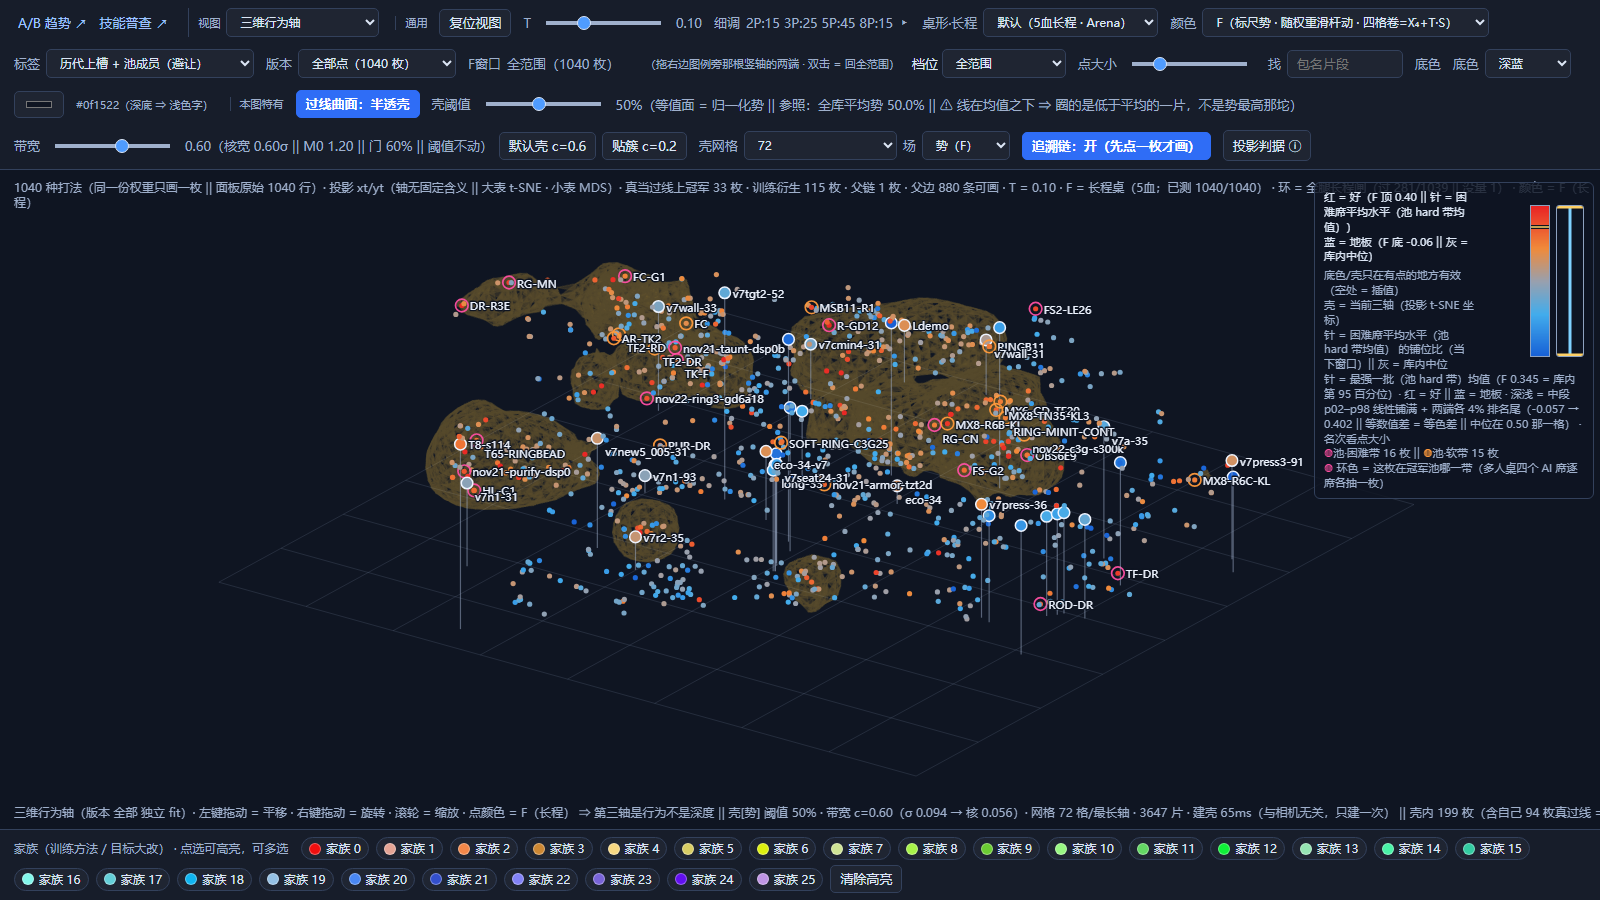 A/B 趋势 ↗ 技能普查 ↗ 视图 三维行为轴 通用 复位视图 T 0.10 细调 2P:15 3P:25 5P:45 8P:15 ▸ 桌形·长程 默认（5血长程 · Arena） 颜色 F（标尺势 · 随权重滑杆动 · 四格卷=X₄+T·S）
标签 历代上槽 + 池成员（避让） 版本 全部点（1040 枚） F窗口 全范围（1040 枚） （拖右边图例旁那根竖轴的两端 · 双击 = 回全范围） 档位 全范围 点大小 找 包名片段 底色 底色 深蓝
#0f1522（深底 ⇒ 浅色字） 本图特有 过线曲面：半透壳 壳阈值 50%（等值面 = 归一化势 || 参照：全库平均势 50.0% || ⚠ 线在均值之下 ⇒ 圈的是低于平均的一片，不是势最高那坨）
带宽 0.60（核宽 0.60σ || M0 1.20 || 门 60% || 阈值不动） 默认壳 c=0.6 贴簇 c=0.2 壳网格 72 场 势（F） 追溯链：开（先点一枚才画） 投影判据 ⓘ
1040 种打法（同一份权重只画一枚 || 面板原始 1040 行）· 投影 xt/yt（轴无固定含义 || 大表 t-SNE · 小表 MDS）· 真当过线上冠军 33 枚 · 训练衍生 115 枚 · 父链 1 枚 · 父边 880 条可画 · T = 0.10 · F = 长程桌（5血；已测 1040/1040） · 环 = 全
程）
红 = 好（F 顶 0.40 || 针 = 困
难席平均水平（池 hard 带均
值））
蓝 = 地板（F 底 -0.06 || 灰 =
库内中位）
底色/壳只在有点的地方有效
（空处 = 插值）
壳 = 当前三轴（投影 t-SNE 坐
标）
针 = 困难席平均水平（池
hard 带均值）的铺位比（当
下窗口）|| 灰 = 库内中位
针 = 最强一批（池 hard 带）均值（F 0.345 = 库内
第 95 百分位）· 红 = 好 || 蓝 = 地板 · 深浅 = 中段
p02–p98 线性铺满 + 两端各 4% 排名尾（-0.057 →
0.402 || 等数值差 = 等色差 || 中位在 0.50 那一格）·
名次看点大小
池·困难带 16 枚 || 池·软带 15 枚
环色 = 这枚在冠军池哪一带（多人桌四个 AI 席逐
席各抽一枚）
RG-MN
FC-G1
DR-R3E
v7tgt2-52
v7wall-33
MSB11-R1
FS2-LE26
FC
R-GD12
Ldemo
AR-TK2
TF2-RD
nov21-taunt-dsp0b
v7cmin4-31
PINGB11
v7wall-31
TF2-DR
TK-F
nov22-ring3-gd6a18
MX8-TN35-KL3
MX8-R6B-KL
RING-MINIT-CONT
RG-CN
T8-s114
T65-RINGBEAD
v7new5_005-31
PUR-DR
SOFT-RING-C3G25
v7a-35
nov22-c3g-s300k
OBS6E9
nov21-purify-dsp0
eco-34-v7
FS-G2
v7press3-91
HL-G1
v7n1-31
v7n1-93
v7seat24-31
long-33
nov21-armor-tzt2d
MX8-R6C-KL
eco-34
v7press-36
v7r2-35
TF-DR
ROD-DR
三维行为轴（版本 全部 独立 fit）· 左键拖动 = 平移 · 右键拖动 = 旋转 · 滚轮 = 缩放 · 点颜色 = F（长程） ⇒ 第三轴是行为不是深度 || 壳[势] 阈值 50% · 带宽 c=0.60（σ 0.094 → 核 0.056）· 网格 72 格/最长轴 · 3647 片 · 建壳 65ms（与相机无关，只建一次） || 壳内 199 枚（含自己 94 枚真过线 =
家族（训练方法 / 目标大改）· 点选可高亮，可多选 家族 0 家族 1 家族 2 家族 3 家族 4 家族 5 家族 6 家族 7 家族 8 家族 9 家族 10 家族 11 家族 12 家族 13 家族 14 家族 15
家族 16 家族 17 家族 18 家族 19 家族 20 家族 21 家族 22 家族 23 家族 24 家族 25 清除高亮